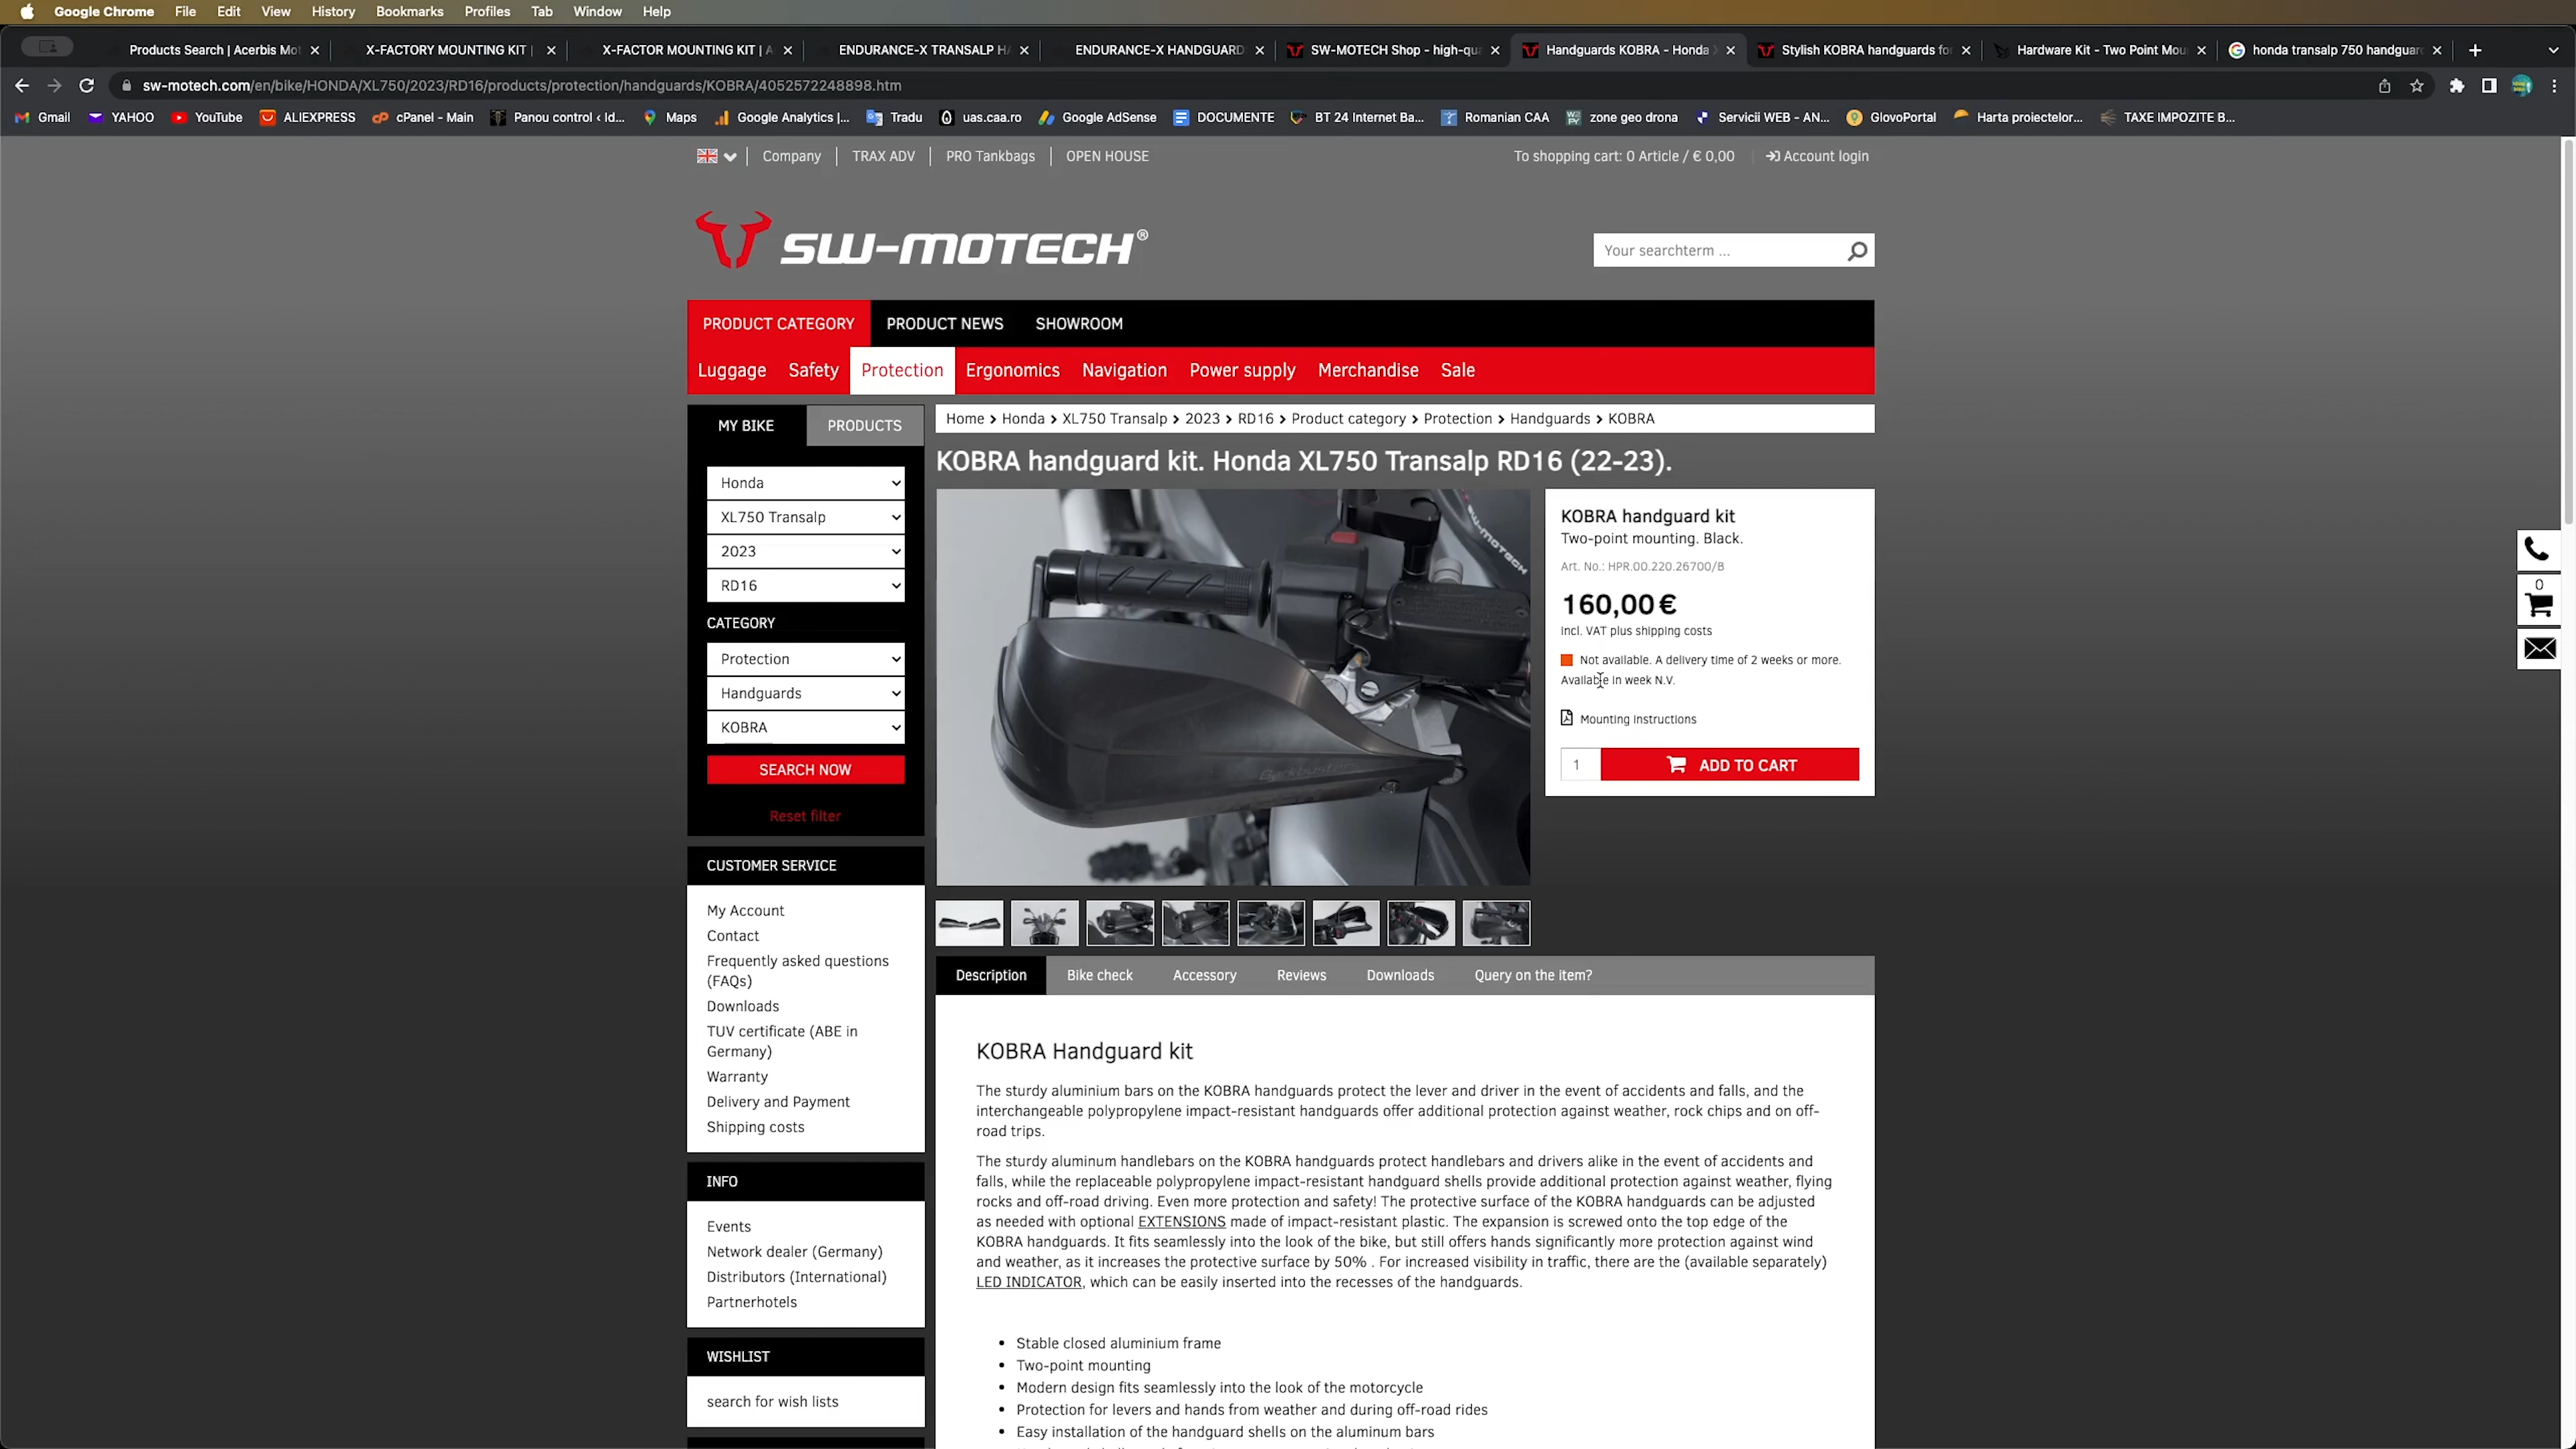 Google Chrome File Edit View History Bookmarks Profiles Tab Window Help
Products Search | Acerbis Mot X-FACTORY MOUNTING KIT | X-FACTOR MOUNTING KIT | A ENDURANCE-X TRANSALP HA ENDURANCE-X HANDGUARD SW-MOTECH Shop - high-qua Handguards KOBRA - Honda X Stylish KOBRA handguards fo Hardware Kit - Two Point Mou honda transalp 750 handguar
sw-motech.com/en/bike/HONDA/XL750/2023/RD16/products/protection/handguards/KOBRA/4052572248898.htm
Gmail YAHOO YouTube ALIEXPRESS cPanel - Main Panou control ‹ Id... Maps Google Analytics |... Tradu uas.caa.ro Google AdSense DOCUMENTE BT 24 Internet Ba... Romanian CAA zone geo drona Servicii WEB - AN... GlovoPortal Harta proiectelor... TAXE IMPOZITE B...
Company TRAX ADV PRO Tankbags OPEN HOUSE To shopping cart: 0 Article / € 0,00 Account login
SW-MOTECH®
Your searchterm ...
PRODUCT CATEGORY PRODUCT NEWS SHOWROOM
Luggage Safety Protection Ergonomics Navigation Power supply Merchandise Sale
MY BIKE PRODUCTS
Honda
XL750 Transalp
2023
RD16
CATEGORY
Protection
Handguards
KOBRA
SEARCH NOW
Reset filter
CUSTOMER SERVICE
My Account
Contact
Frequently asked questions
(FAQs)
Downloads
TUV certificate (ABE in
Germany)
Warranty
Delivery and Payment
Shipping costs
INFO
Events
Network dealer (Germany)
Distributors (International)
Partnerhotels
WISHLIST
search for wish lists
Home > Honda > XL750 Transalp > 2023 > RD16 > Product category > Protection > Handguards > KOBRA
KOBRA handguard kit. Honda XL750 Transalp RD16 (22-23).
SW-MOTECH
Barkbusters
KOBRA handguard kit
Two-point mounting. Black.
Art. No.: HPR.00.220.26700/B
160,00 €
incl. VAT plus shipping costs
Not available. A delivery time of 2 weeks or more.
Available in week N.V.
Mounting instructions
1 ADD TO CART
0
Description Bike check Accessory Reviews Downloads Query on the item?
KOBRA Handguard kit
The sturdy aluminium bars on the KOBRA handguards protect the lever and driver in the event of accidents and falls, and the
interchangeable polypropylene impact-resistant handguards offer additional protection against weather, rock chips and on off-
road trips.
The sturdy aluminum handlebars on the KOBRA handguards protect handlebars and drivers alike in the event of accidents and
falls, while the replaceable polypropylene impact-resistant handguard shells provide additional protection against weather, flying
rocks and off-road driving. Even more protection and safety! The protective surface of the KOBRA handguards can be adjusted
as needed with optional EXTENSIONS made of impact-resistant plastic. The expansion is screwed onto the top edge of the
KOBRA handguards. It fits seamlessly into the look of the bike, but still offers hands significantly more protection against wind
and weather, as it increases the protective surface by 50% . For increased visibility in traffic, there are the (available separately)
LED INDICATOR, which can be easily inserted into the recesses of the handguards.
• Stable closed aluminium frame
• Two-point mounting
• Modern design fits seamlessly into the look of the motorcycle
• Protection for levers and hands from weather and during off-road rides
• Easy installation of the handguard shells on the aluminum bars